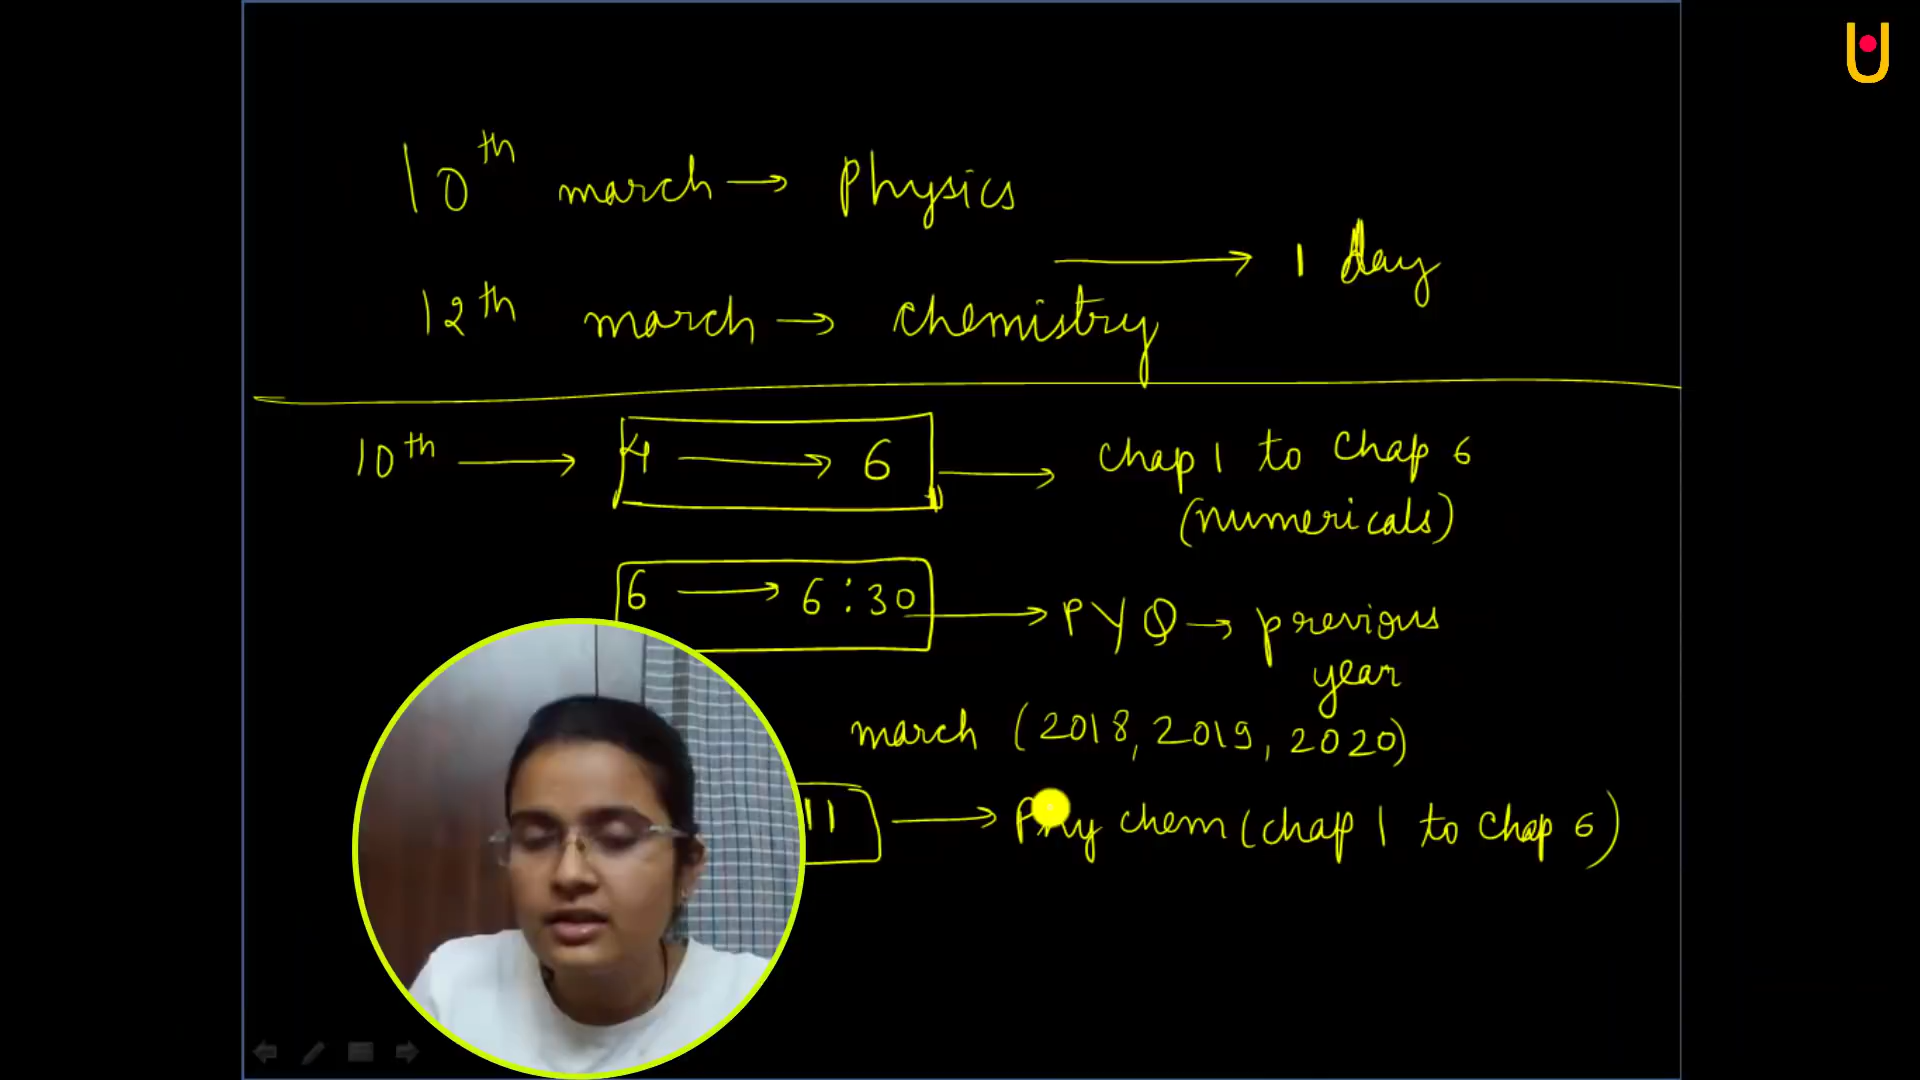 10th march → Physics
→ 1 day
12th march → chemistry
10th → 4 → 6 → chap 1 to chap 6
(numericals)
6 → 6:30 → PYQ → previous
year
march (2018, 2019, 2020)
11 → Phy chem (chap 1 to chap 6)